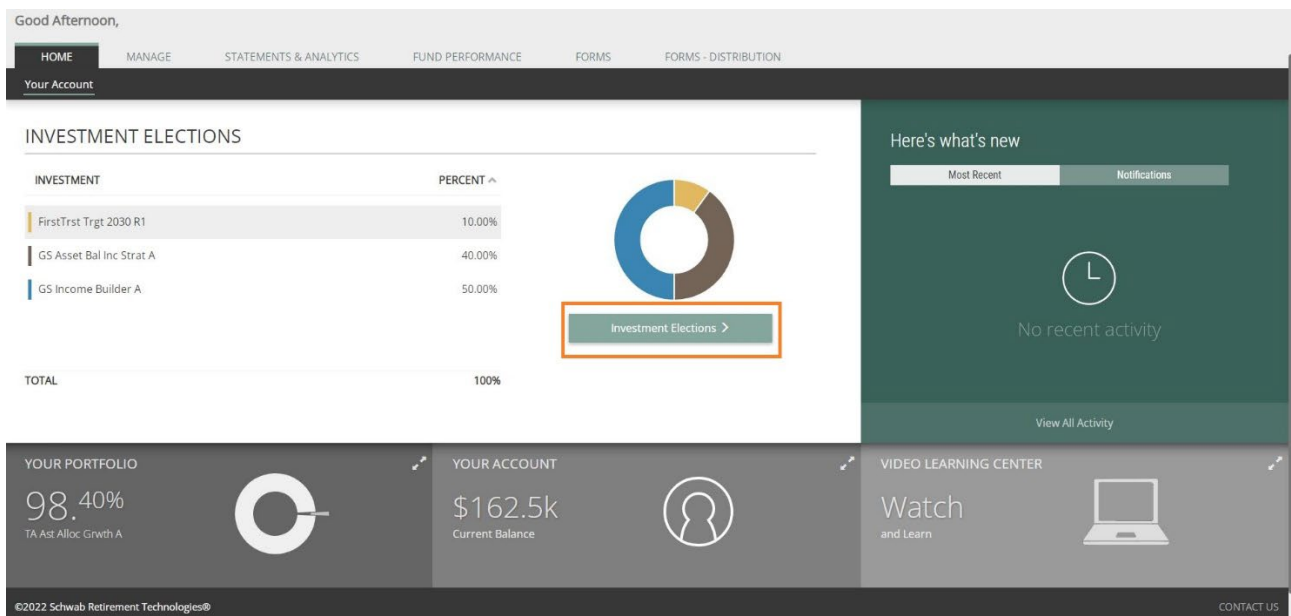 Good Afternoon,
HOME MANAGE STATEMENTS & ANALYTICS FUND PERFORMANCE FORMS FORMS - DISTRIBUTION
Your Account
INVESTMENT ELECTIONS
INVESTMENT PERCENT
FirstTrst Trgt 2030 R1 10.00%
GS Asset Bal Inc Strat A 40.00%
GS Income Builder A 50.00%
Investment Elections >
TOTAL 100%
Here's what's new
Most Recent Notifications
No recent activity
View All Activity
YOUR PORTFOLIO
98.40%
TA Ast Alloc Grwth A
YOUR ACCOUNT
$162.5k
Current Balance
VIDEO LEARNING CENTER
Watch
and Learn
©2022 Schwab Retirement Technologies® CONTACT US